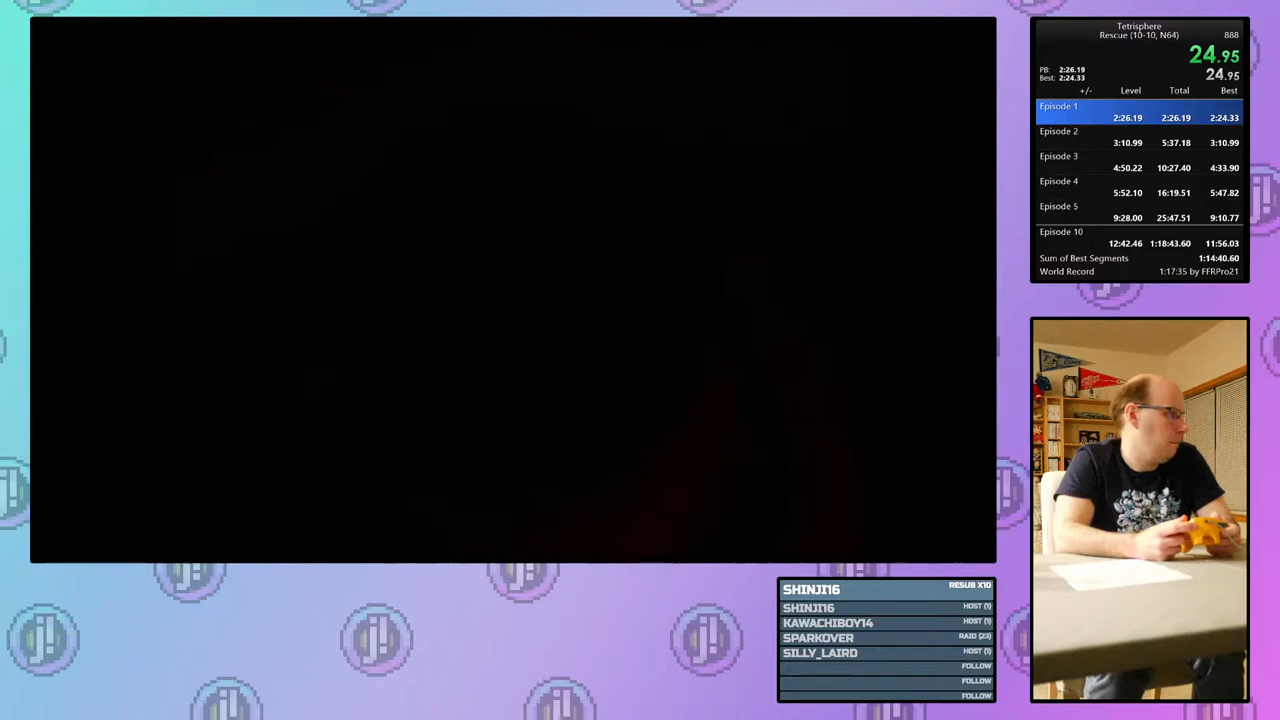 Tetrisphere
Rescue (10-10, N64) 888
24.95
PB: 2:26.19
Best: 2:24.33
24.95
+/- Level Total Best
Episode 1
2:26.19 2:26.19 2:24.33
Episode 2
3:10.99 5:37.18 3:10.99
Episode 3
4:50.22 10:27.40 4:33.90
Episode 4
5:52.10 16:19.51 5:47.82
Episode 5
9:28.00 25:47.51 9:10.77
Episode 10
12:42.46 1:18:43.60 11:56.03
Sum of Best Segments 1:14:40.60
World Record 1:17:35 by FFRPro21
SHINJI16 RESUB X10
SHINJI16 HOST (1)
KAWACHIBOY14 HOST (1)
SPARKOVER RAID (23)
SILLY_LAIRD HOST (1)
FOLLOW
FOLLOW
FOLLOW